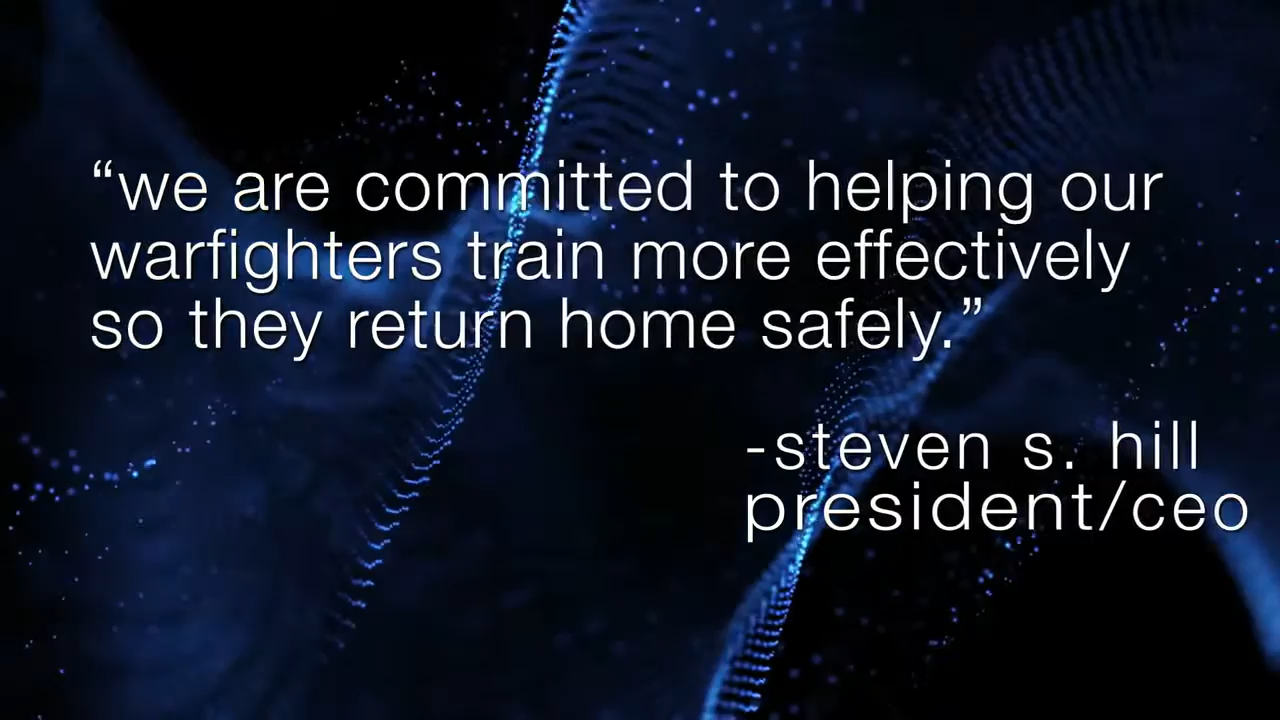 “we are committed to helping our
warfighters train more effectively
so they return home safely.”
-steven s. hill
president/ceo